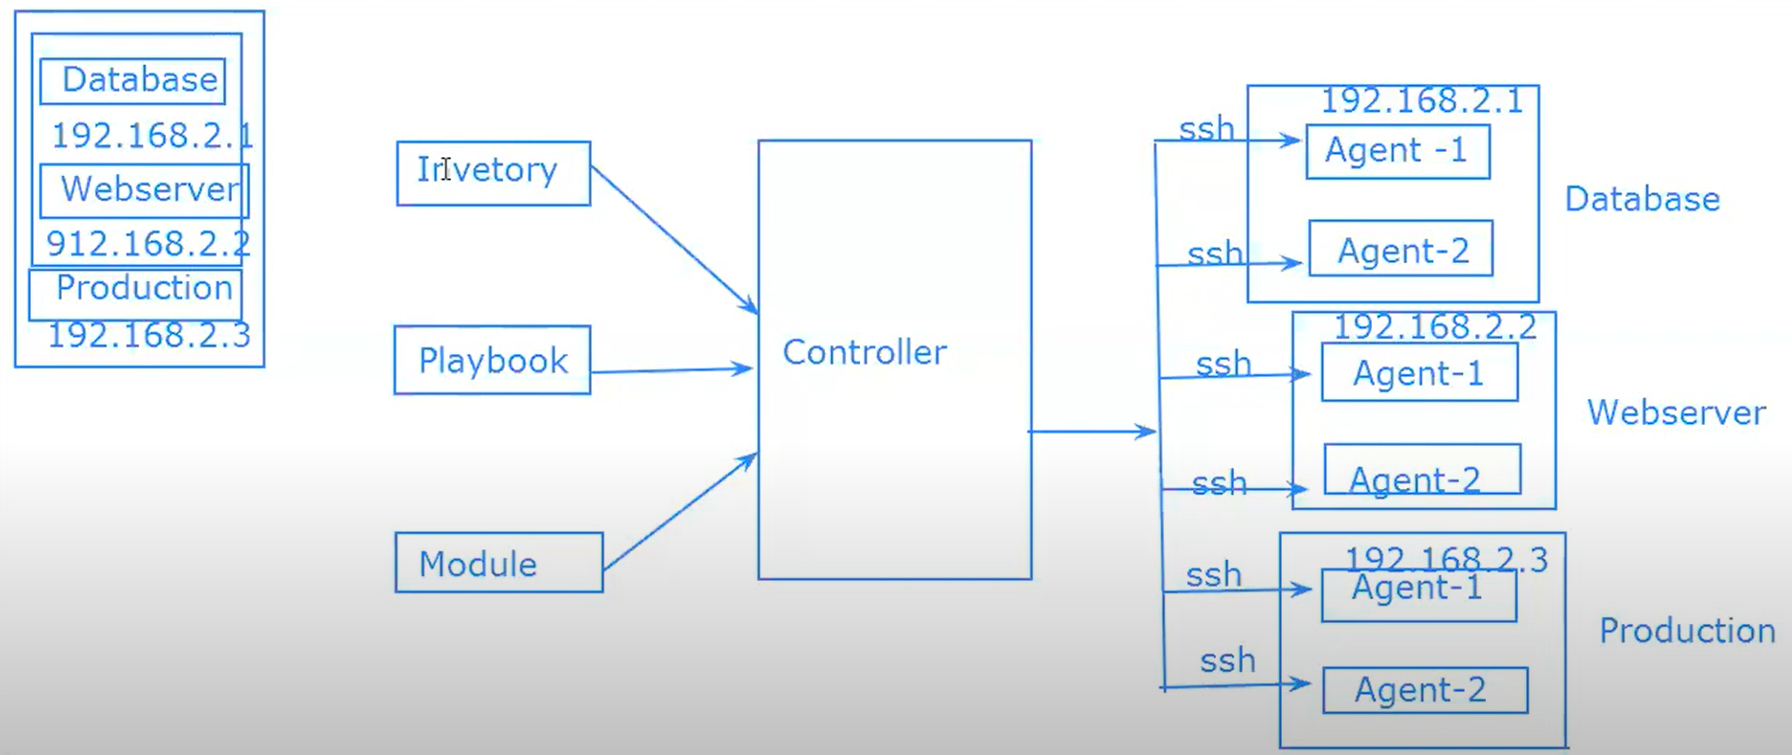 Database
192.168.2.1
Webserver
912.168.2.2
Production
192.168.2.3
Invetory
Playbook
Module
Controller
ssh
ssh
ssh
ssh
ssh
ssh
192.168.2.1
Agent -1
Agent-2
Database
192.168.2.2
Agent-1
Agent-2
Webserver
192.168.2.3
Agent-1
Agent-2
Production